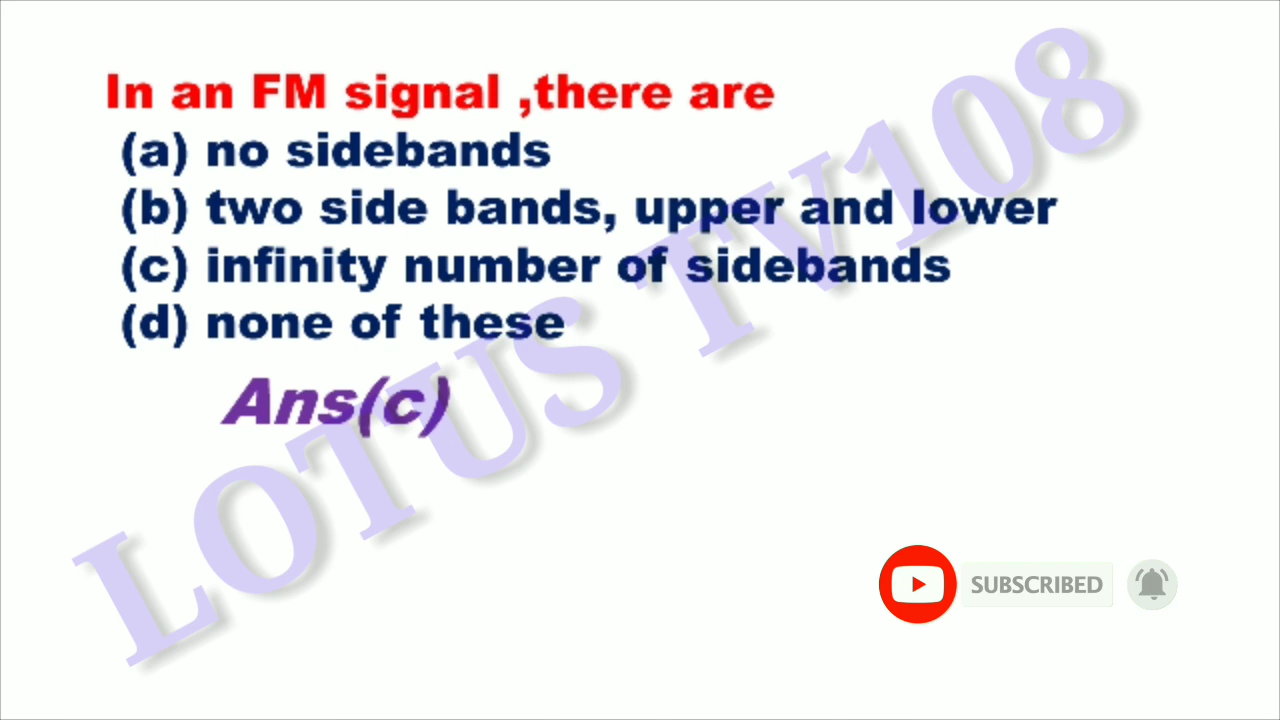 In an FM signal ,there are
(a) no sidebands
(b) two side bands, upper and lower
(c) infinity number of sidebands
(d) none of these
Ans(c)
LOTUS TV108
SUBSCRIBED